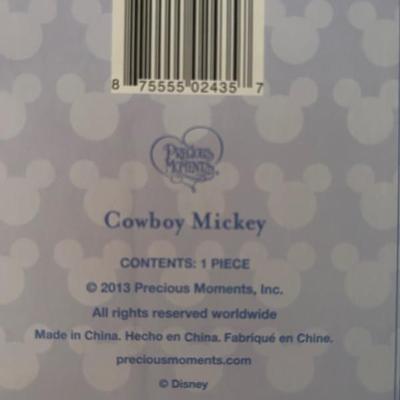 8 75555 02435 7
PRECIOUS
MOMENTS
Cowboy Mickey
CONTENTS: 1 PIECE
© 2013 Precious Moments, Inc.
All rights reserved worldwide
Made in China. Hecho en China. Fabriqué en Chine.
preciousmoments.com
© Disney